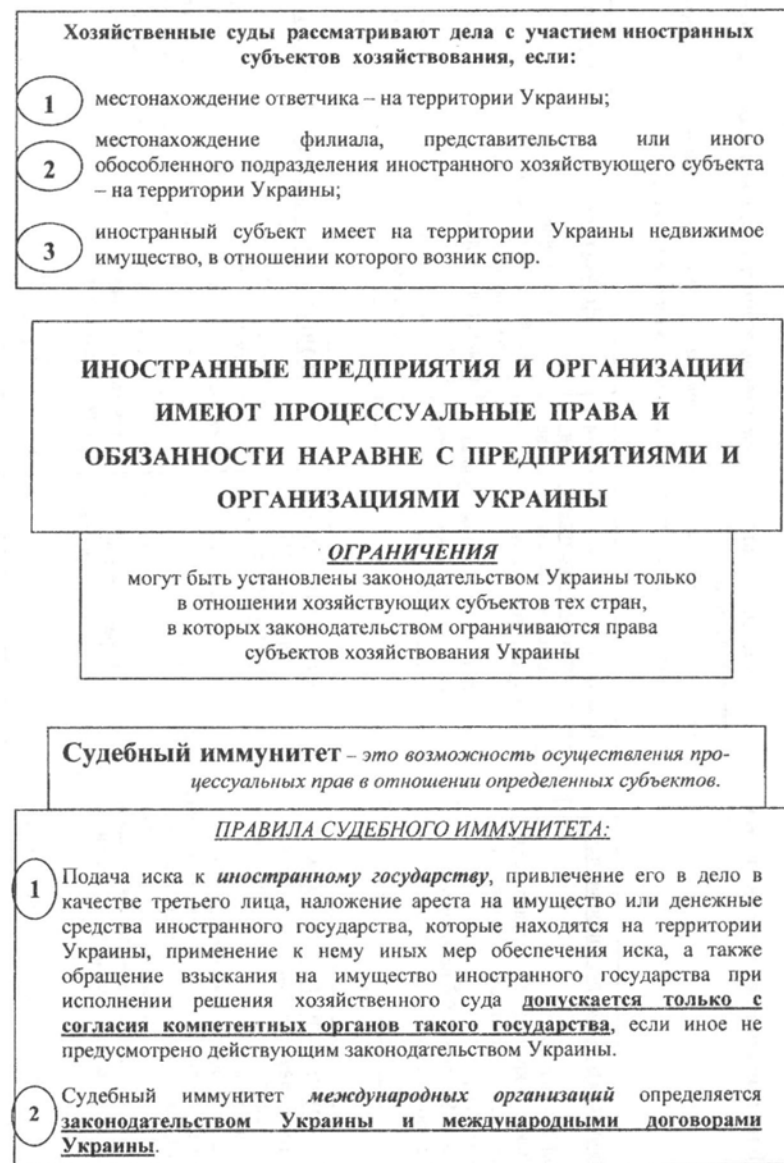 Хозяйственные суды рассматривают дела с участием иностранных
субъектов хозяйствования, если:
1 местонахождение ответчика – на территории Украины;
местонахождение филиала, представительства или иного
2 обособленного подразделения иностранного хозяйствующего субъекта
– на территории Украины;
3 иностранный субъект имеет на территории Украины недвижимое
имущество, в отношении которого возник спор.
ИНОСТРАННЫЕ ПРЕДПРИЯТИЯ И ОРГАНИЗАЦИИ
ИМЕЮТ ПРОЦЕССУАЛЬНЫЕ ПРАВА И
ОБЯЗАННОСТИ НАРАВНЕ С ПРЕДПРИЯТИЯМИ И
ОРГАНИЗАЦИЯМИ УКРАИНЫ
ОГРАНИЧЕНИЯ
могут быть установлены законодательством Украины только
в отношении хозяйствующих субъектов тех стран,
в которых законодательством ограничиваются права
субъектов хозяйствования Украины
Судебный иммунитет – это возможность осуществления про-
цессуальных прав в отношении определенных субъектов.
ПРАВИЛА СУДЕБНОГО ИММУНИТЕТА:
1 Подача иска к иностранному государству, привлечение его в дело в
качестве третьего лица, наложение ареста на имущество или денежные
средства иностранного государства, которые находятся на территории
Украины, применение к нему иных мер обеспечения иска, а также
обращение взыскания на имущество иностранного государства при
исполнении решения хозяйственного суда допускается только с
согласия компетентных органов такого государства, если иное не
предусмотрено действующим законодательством Украины.
Судебный иммунитет международных организаций определяется
2 законодательством Украины и международными договорами
Украины.